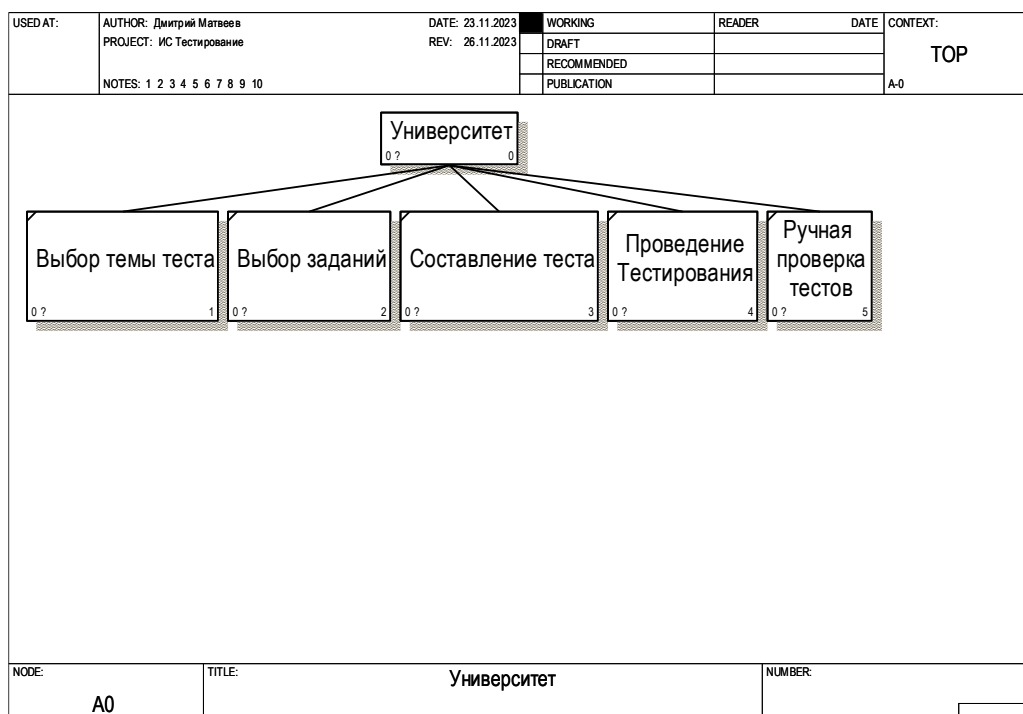 USED AT:
AUTHOR: Дмитрий Матвеев
DATE: 23.11.2023
PROJECT: ИС Тестирование
REV: 26.11.2023
NOTES: 1 2 3 4 5 6 7 8 9 10
WORKING
DRAFT
RECOMMENDED
PUBLICATION
READER
DATE
CONTEXT:
TOP
A-0
Университет
0 ?
0
Выбор темы теста
0 ?
1
Выбор заданий
0 ?
2
Составление теста
0 ?
3
Проведение
Тестирования
0 ?
4
Ручная
проверка
тестов
0 ?
5
NODE:
A0
TITLE:
Университет
NUMBER: